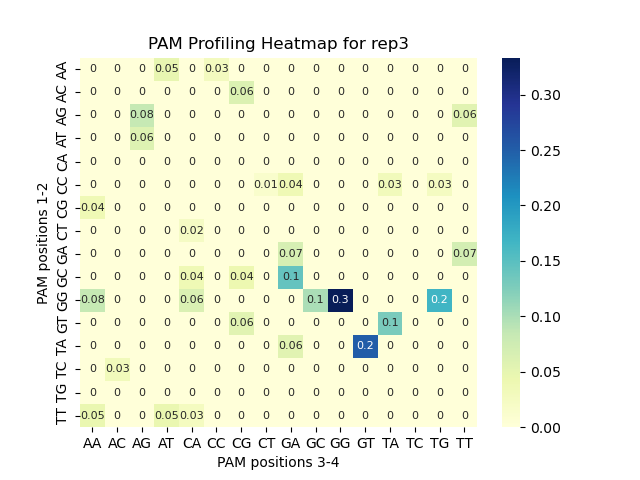 PAM Profiling Heatmap for rep3
PAM positions 1-2
AA 0 0 0 0.05 0 0.03 0 0 0 0 0 0 0 0 0 0
AC 0 0 0 0 0 0 0.06 0 0 0 0 0 0 0 0 0
AG 0 0 0.08 0 0 0 0 0 0 0 0 0 0 0 0 0.06
AT 0 0 0.06 0 0 0 0 0 0 0 0 0 0 0 0 0
CA 0 0 0 0 0 0 0 0 0 0 0 0 0 0 0 0
CC 0 0 0 0 0 0 0 0.01 0.04 0 0 0 0.03 0 0.03 0
CG 0.04 0 0 0 0 0 0 0 0 0 0 0 0 0 0 0
CT 0 0 0 0 0.02 0 0 0 0 0 0 0 0 0 0 0
GA 0 0 0 0 0 0 0 0 0.07 0 0 0 0 0 0 0.07
GC 0 0 0 0 0.04 0 0.04 0 0.1 0 0 0 0 0 0 0
GG 0.08 0 0 0 0.06 0 0 0 0 0.1 0.3 0 0 0 0.2 0
GT 0 0 0 0 0 0 0.06 0 0 0 0 0 0.1 0 0 0
TA 0 0 0 0 0 0 0 0 0.06 0 0 0.2 0 0 0 0
TC 0 0.03 0 0 0 0 0 0 0 0 0 0 0 0 0 0
TG 0 0 0 0 0 0 0 0 0 0 0 0 0 0 0 0
TT 0.05 0 0 0.05 0.03 0 0 0 0 0 0 0 0 0 0 0
AA AC AG AT CA CC CG CT GA GC GG GT TA TC TG TT
PAM positions 3-4
0.30
0.25
0.20
0.15
0.10
0.05
0.00